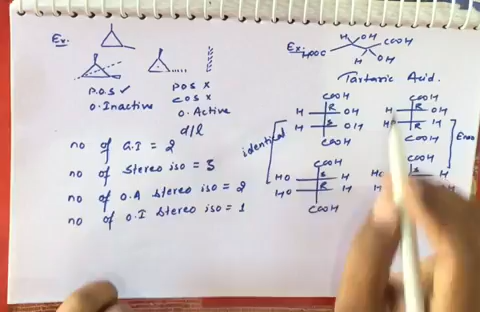 Ex.
P.O.S ✓
O.Inactive
POS X
COS X
O.Active
d/l
no of G.I = 2
no of Stereo iso = 3
no of O.A Stereo iso = 2
no of O.I Stereo iso = 1
Ex.
H OH
HOOC COOH
H OH
Tartaric Acid.
COOH
H R OH
H S OH
COOH
identical
COOH
HO S H
HO R H
COOH
COOH
H R OH
HO R H
COOH
Enan
COOH
HO S H
H